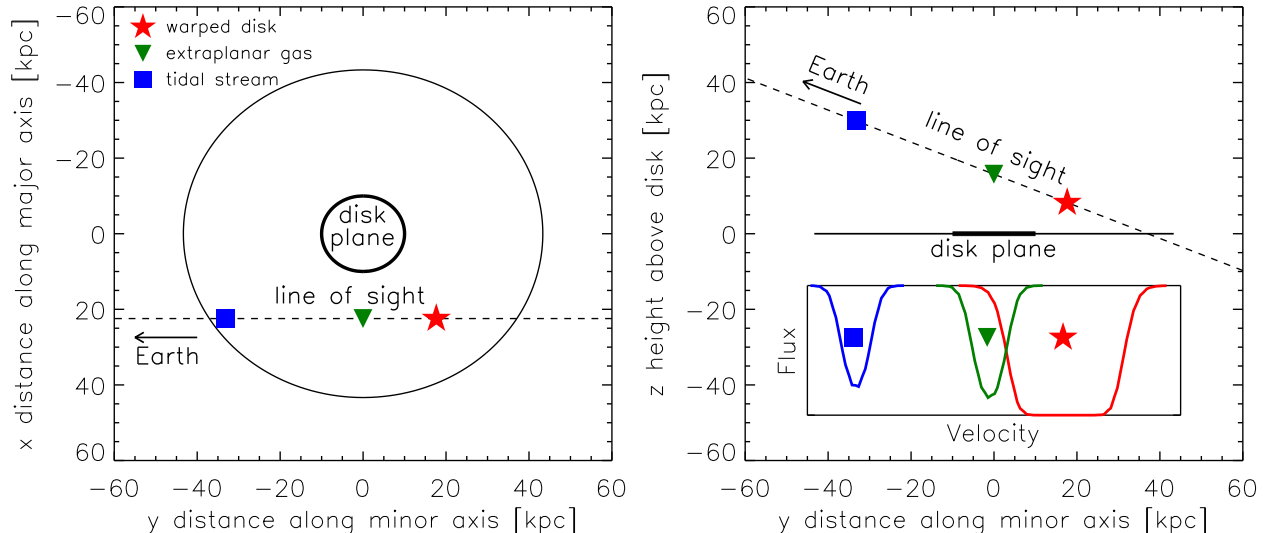 warped disk
extraplanar gas
tidal stream
disk
plane
line of sight
Earth
−60
−40
−20
0
20
40
60
x distance along major axis [kpc]
−60 −40 −20 0 20 40 60
y distance along minor axis [kpc]
Earth
line of sight
disk plane
Flux
Velocity
60
40
20
0
−20
−40
−60
z height above disk [kpc]
−60 −40 −20 0 20 40 60
y distance along minor axis [kpc]